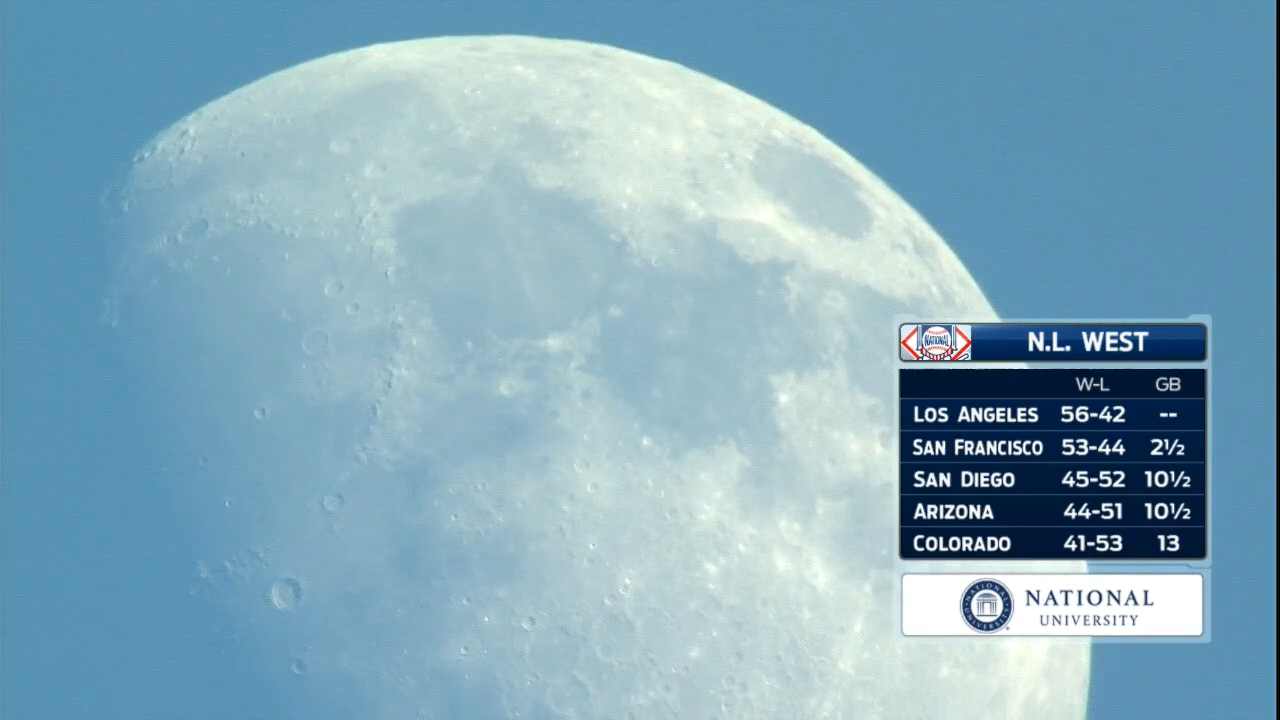 NATIONAL
N.L. WEST
W-L GB
LOS ANGELES 56-42 --
SAN FRANCISCO 53-44 2½
SAN DIEGO 45-52 10½
ARIZONA 44-51 10½
COLORADO 41-53 13
NATIONAL
UNIVERSITY